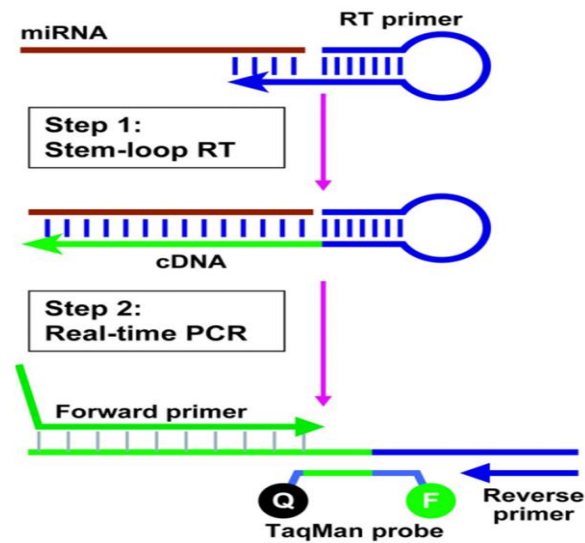 RT primer
miRNA
Step 1:
Stem-loop RT
cDNA
Step 2:
Real-time PCR
Forward primer
Q
F
Reverse
primer
TaqMan probe